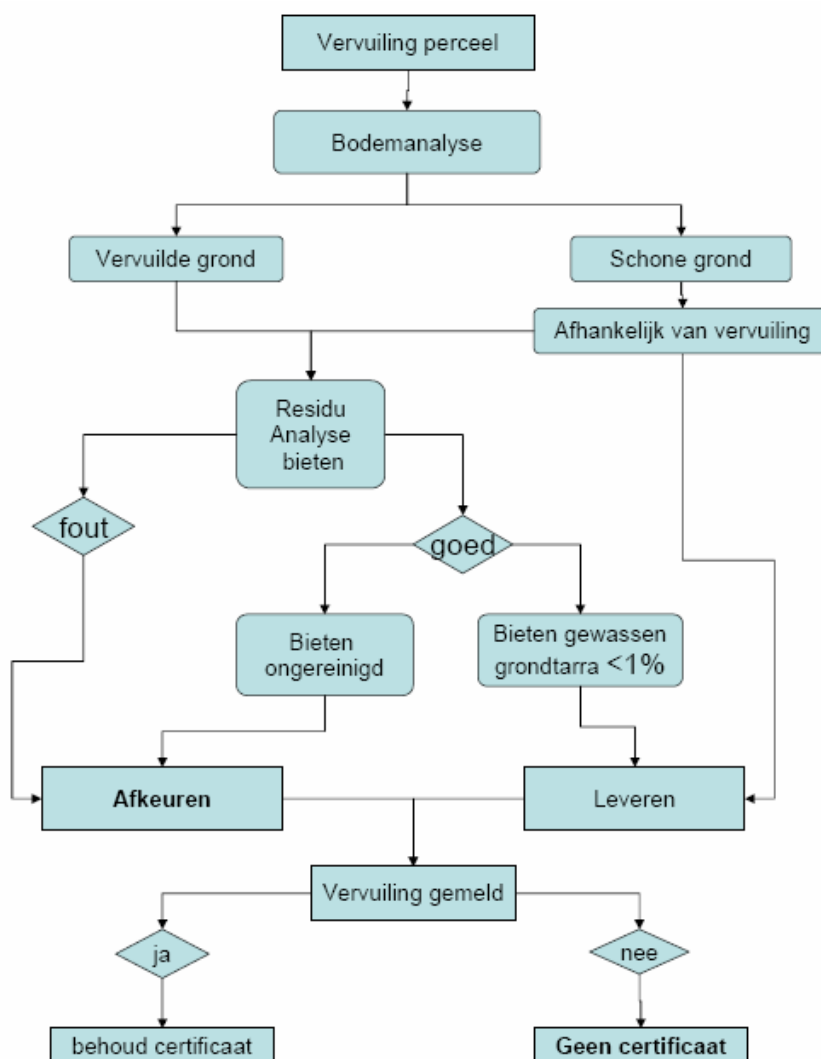 Vervuiling perceel
Bodemanalyse
Vervuilde grond
Schone grond
Afhankelijk van vervuiling
Residu
Analyse
bieten
fout
goed
Bieten
ongereinigd
Bieten gewassen
grondtarra <1%
Afkeuren
Leveren
Vervuiling gemeld
ja
nee
behoud certificaat
Geen certificaat